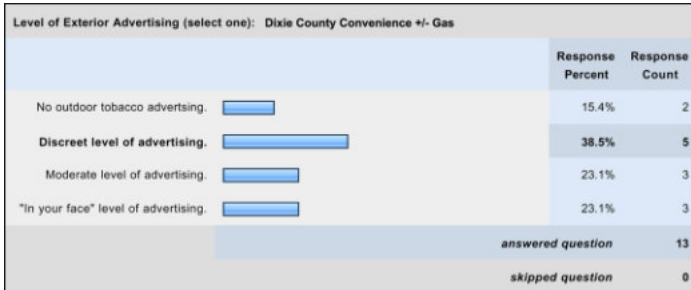 Level of Exterior Advertising (select one): Dixie County Convenience +/- Gas
Response Percent Response Count
No outdoor tobacco advertsing. 15.4% 2
Discreet level of advertising. 38.5% 5
Moderate level of advertising. 23.1% 3
"In your face" level of advertising. 23.1% 3
answered question 13
skipped question 0